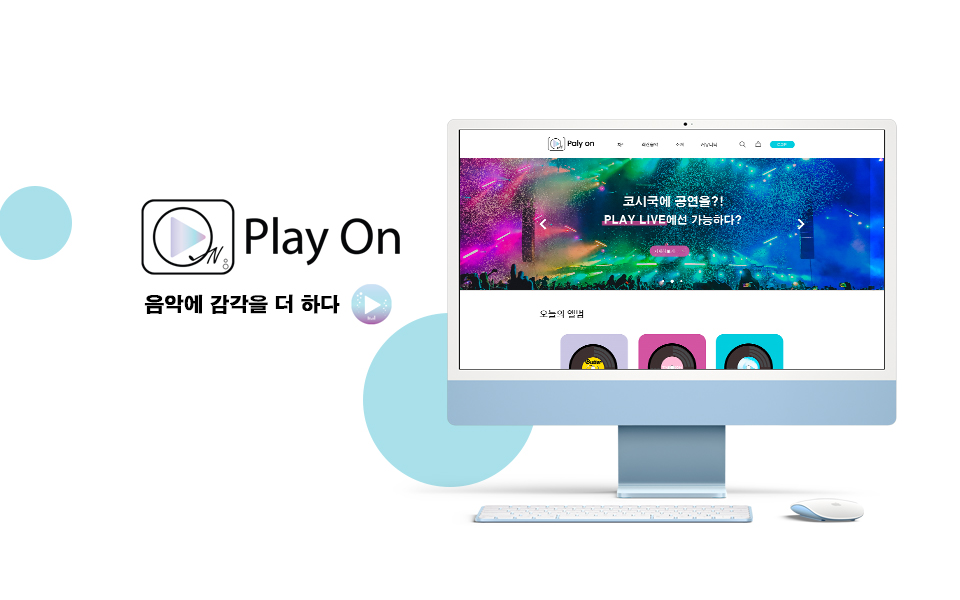 Play On
음악에 감각을 더 하다
Paly on
코시국에 공연을?!
PLAY LIVE에선 가능하다?
오늘의 앨범
Butter